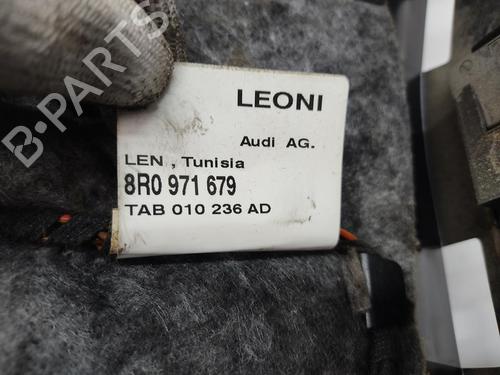 LEONI
Audi AG.
LEN , Tunisia
8R0 971 679
TAB 010 236 AD
B-PARTS